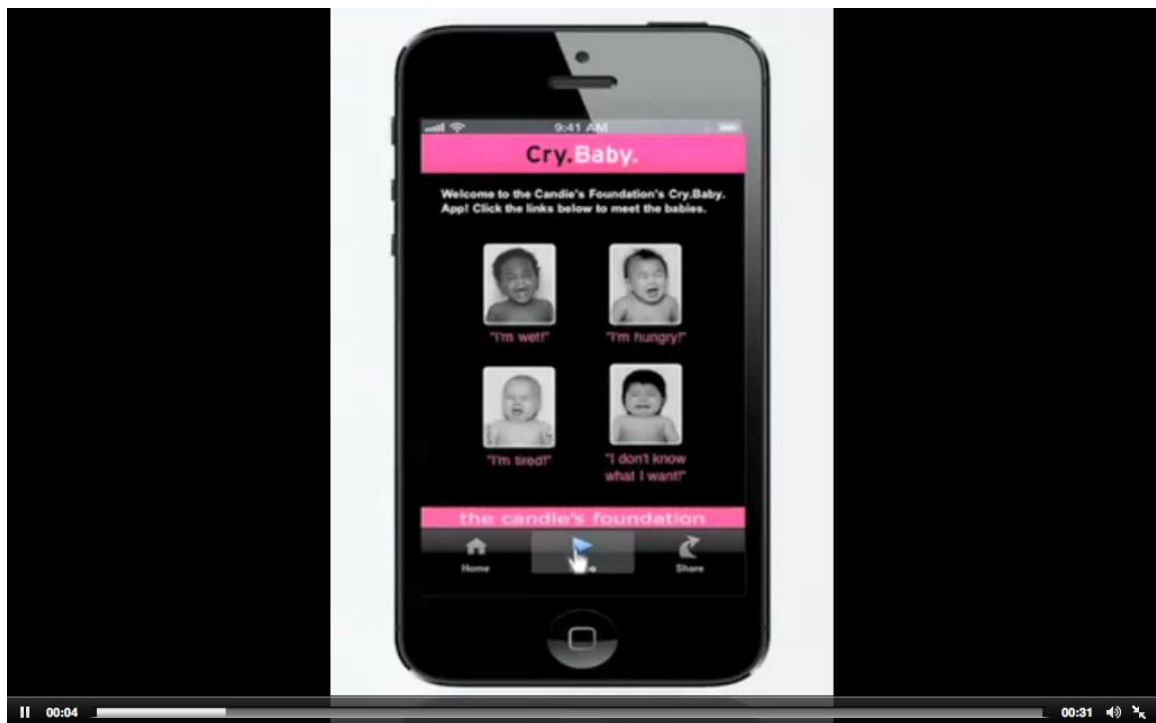 9:41 AM
Cry.Baby.
Welcome to the Candie's Foundation's Cry.Baby.
App! Click the links below to meet the babies.
"I'm wet!"
"I'm hungry!"
"I'm tired!"
"I don't know
what I want!"
the candie's foundation
Home
Share
00:04
00:31